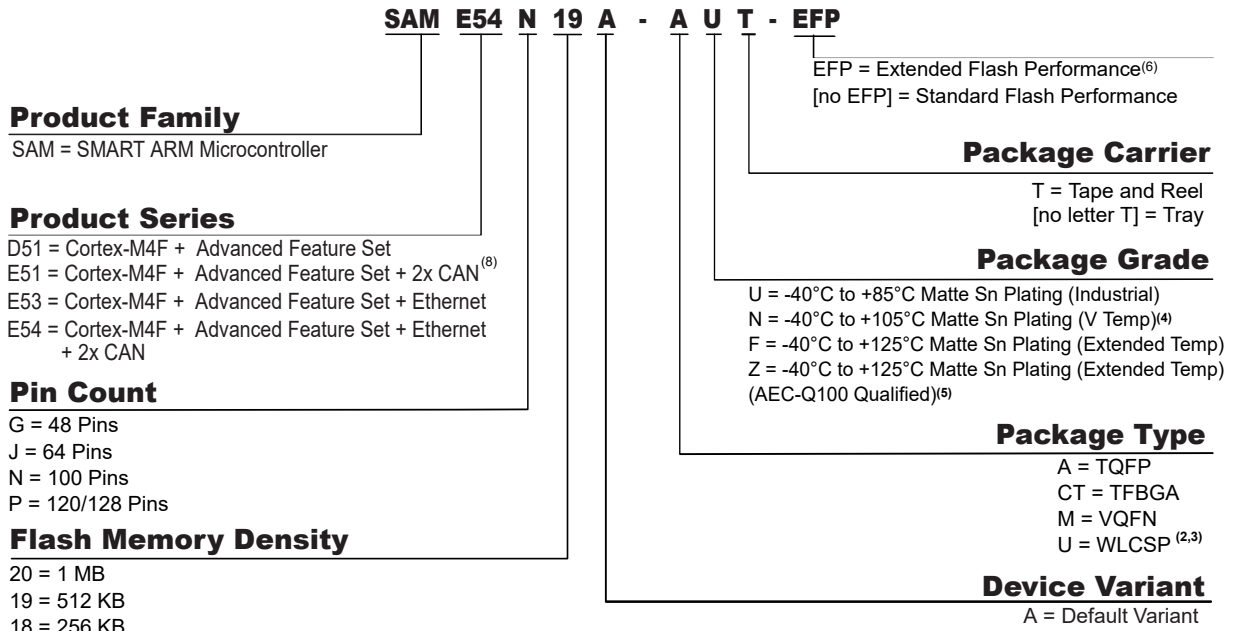 SAM E54 N 19 A - A U T - EFP
EFP = Extended Flash Performance(6)
[no EFP] = Standard Flash Performance
Product Family
SAM = SMART ARM Microcontroller
Package Carrier
T = Tape and Reel
[no letter T] = Tray
Product Series
D51 = Cortex-M4F + Advanced Feature Set
E51 = Cortex-M4F + Advanced Feature Set + 2x CAN(8)
E53 = Cortex-M4F + Advanced Feature Set + Ethernet
E54 = Cortex-M4F + Advanced Feature Set + Ethernet
+ 2x CAN
Package Grade
U = -40°C to +85°C Matte Sn Plating (Industrial)
N = -40°C to +105°C Matte Sn Plating (V Temp)(4)
F = -40°C to +125°C Matte Sn Plating (Extended Temp)
Z = -40°C to +125°C Matte Sn Plating (Extended Temp)
(AEC-Q100 Qualified)(5)
Pin Count
G = 48 Pins
J = 64 Pins
N = 100 Pins
P = 120/128 Pins
Package Type
A = TQFP
CT = TFBGA
M = VQFN
U = WLCSP (2,3)
Flash Memory Density
20 = 1 MB
19 = 512 KB
18 = 256 KB
Device Variant
A = Default Variant